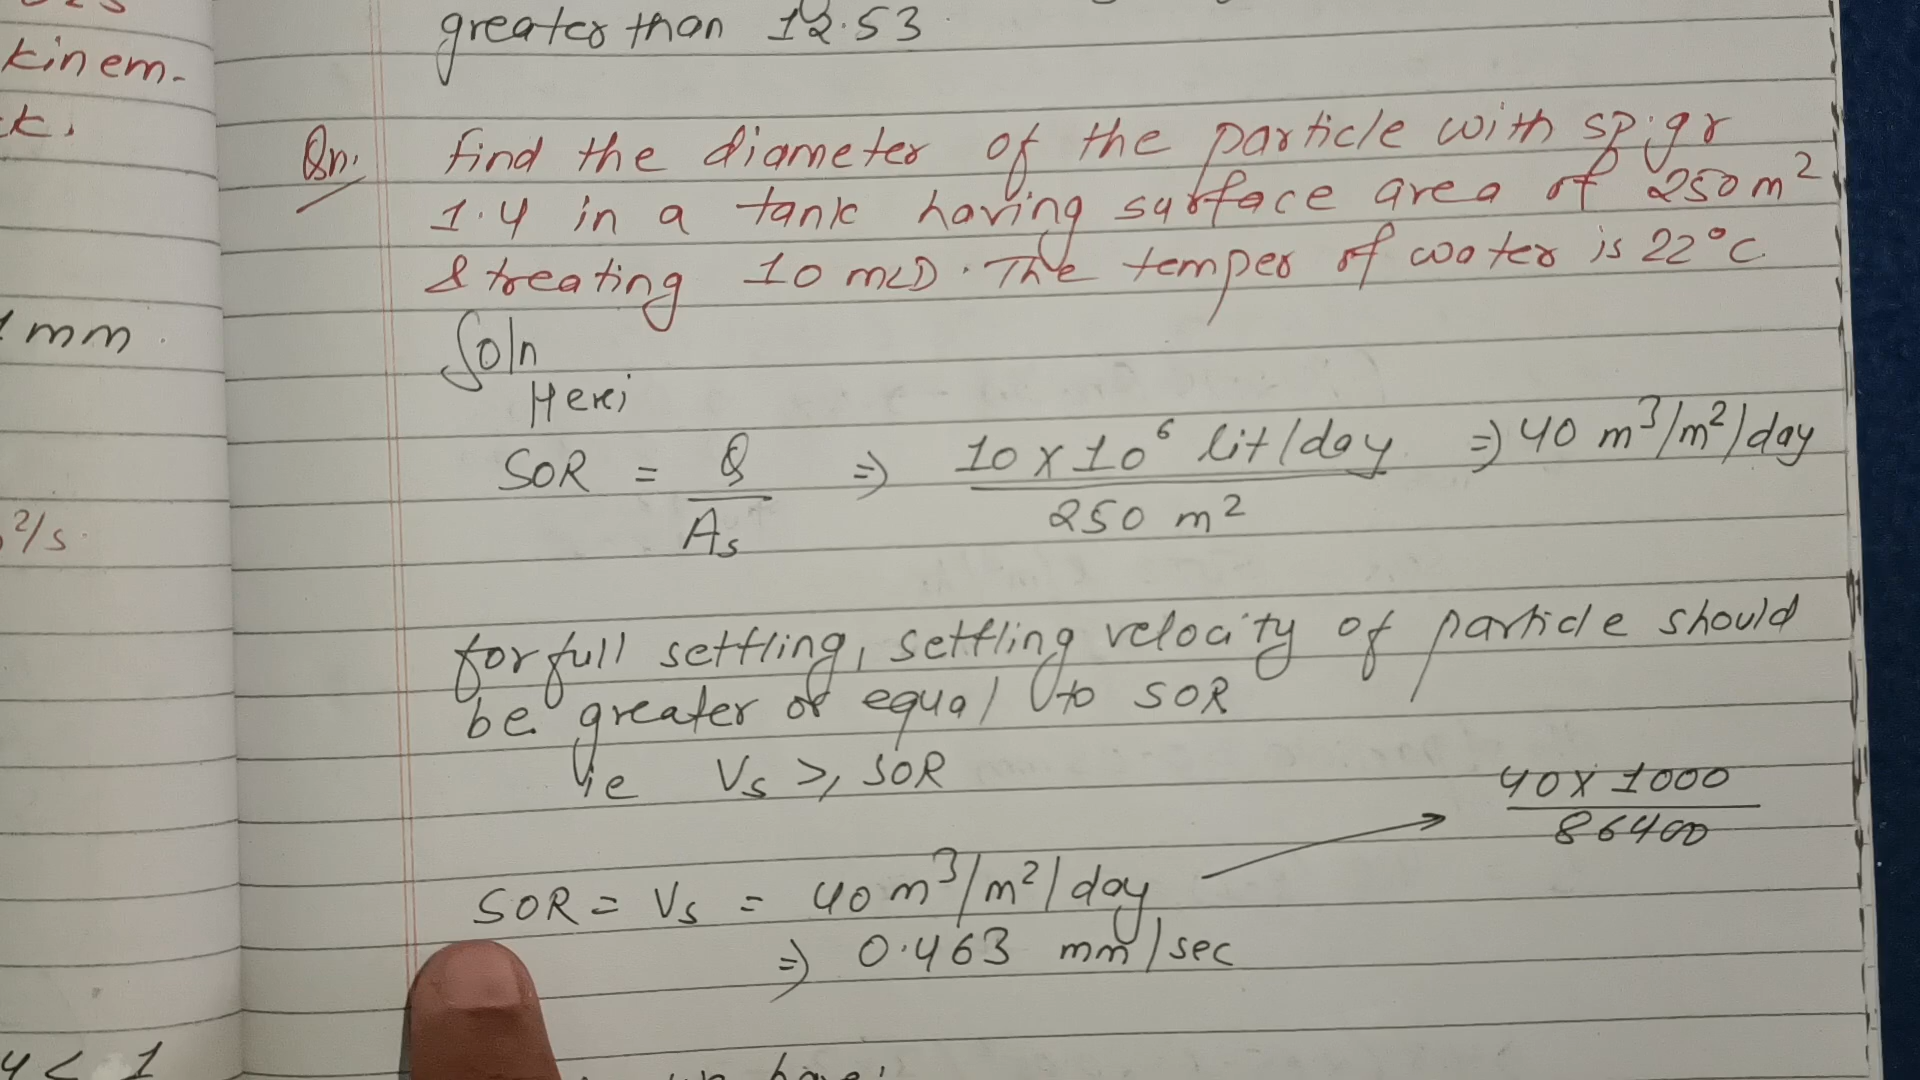 kinem-
mm
²/s
4 < 1
greater than 12.53
Qn. find the diameter of the particle with sp.gr
1.4 in a tank having surface area of 250 m²
& treating 10 MLD. The temper of water is 22°C.
Soln
Here;
SOR = Q / As ⇒ 10 x 10⁶ lit/day / 250 m² ⇒ 40 m³/m²/day
for full settling, settling velocity of particle should
be greater or equal to SOR
ie Vs >, SOR
40 x 1000 / 86400
SOR = Vs = 40 m³/m²/day
⇒ 0.463 mm/sec
have,